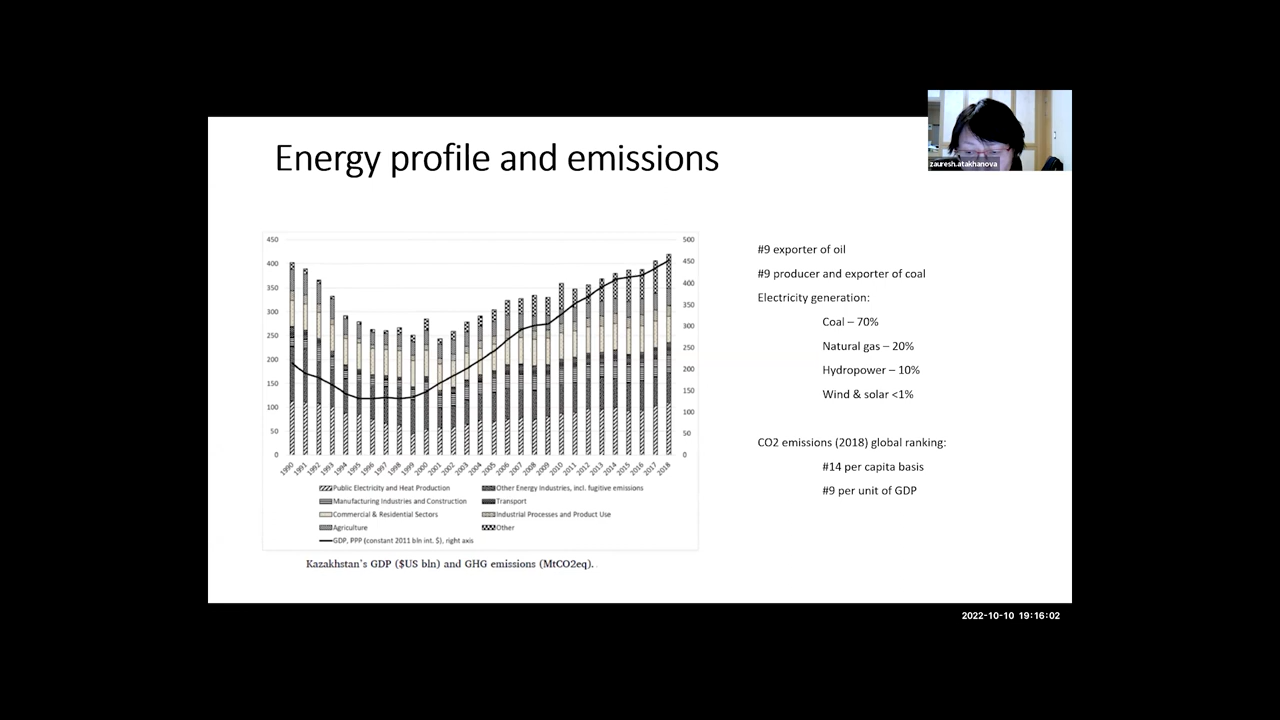 Energy profile and emissions
zauresh.atakhanova
450
400
350
300
250
200
150
100
50
0
500
450
400
350
300
250
200
150
100
50
0
1990 1991 1992 1993 1994 1995 1996 1997 1998 1999 2000 2001 2002 2003 2004 2005 2006 2007 2008 2009 2010 2011 2012 2013 2014 2015 2016 2017 2018
Public Electricity and Heat Production
Other Energy Industries, incl. fugitive emissions
Manufacturing Industries and Construction
Transport
Commercial & Residential Sectors
Industrial Processes and Product Use
Agriculture
Other
GDP, PPP (constant 2011 bln int. $), right axis
Kazakhstan's GDP ($US bln) and GHG emissions (MtCO2eq).
#9 exporter of oil
#9 producer and exporter of coal
Electricity generation:
Coal – 70%
Natural gas – 20%
Hydropower – 10%
Wind & solar <1%
CO2 emissions (2018) global ranking:
#14 per capita basis
#9 per unit of GDP
2022-10-10 19:16:02